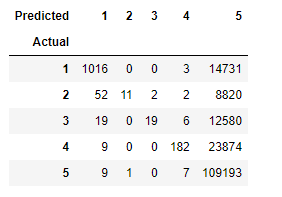 Predicted 1 2 3 4 5
Actual
1 1016 0 0 3 14731
2 52 11 2 2 8820
3 19 0 19 6 12580
4 9 0 0 182 23874
5 9 1 0 7 109193